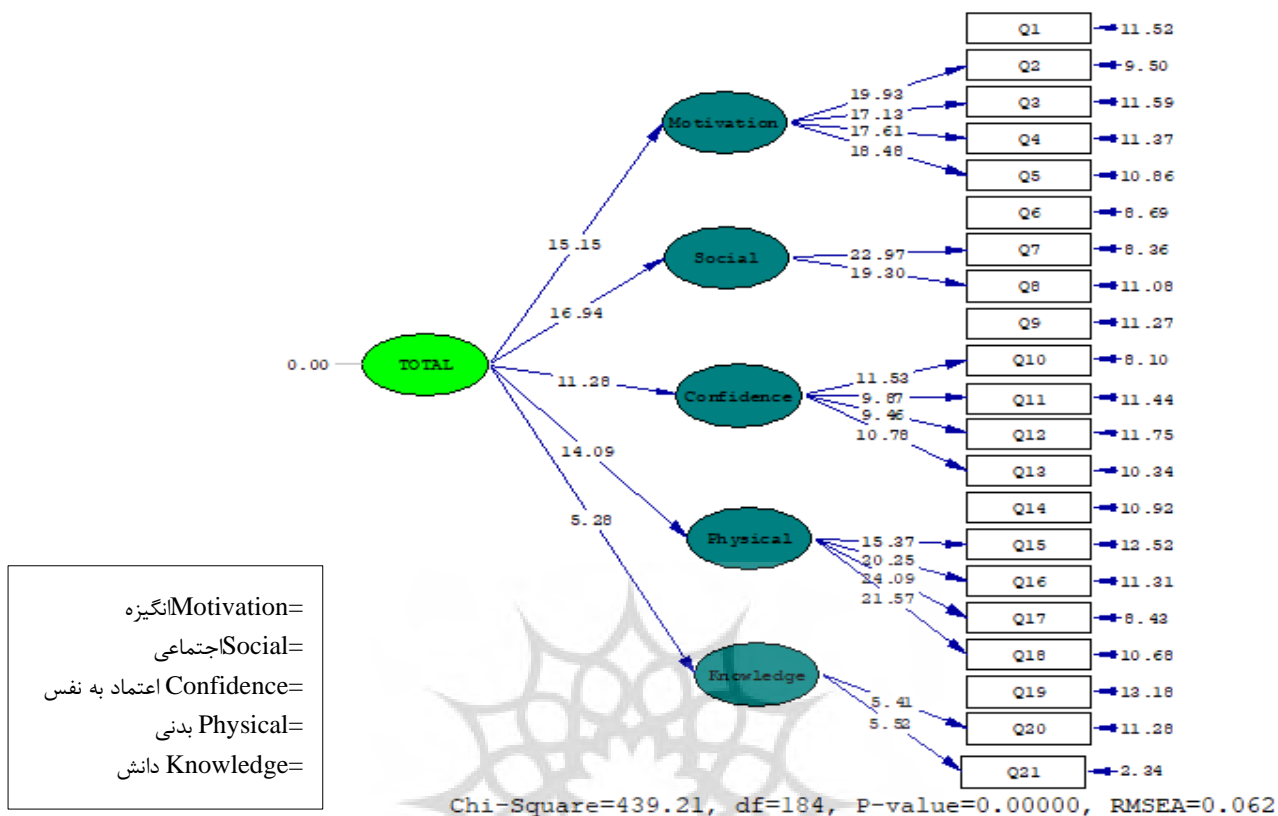 Q1 11.52
Q2 9.50
19.93
Q3 11.59
17.13
Motivation
17.61
Q4 11.37
18.48
Q5 10.86
Q6 8.69
15.15
Q7 8.36
22.97
Social
19.30
Q8 11.08
16.94
Q9 11.27
0.00 TOTAL
Q10 8.10
11.28
11.53
Confidence
9.87
Q11 11.44
9.46
Q12 11.75
10.78
14.09
Q13 10.34
Q14 10.92
5.28
Physical
15.37
Q15 12.52
20.25
Q16 11.31
24.09
21.57
Q17 8.43
Q18 10.68
Knowledge
Q19 13.18
5.41
Q20 11.28
5.52
Q21 2.34
Motivation=انگیزه
Social=اجتماعی
Confidence= اعتماد به نفس
Physical= بدنی
Knowledge= دانش
Chi-Square=439.21, df=184, P-value=0.00000, RMSEA=0.062